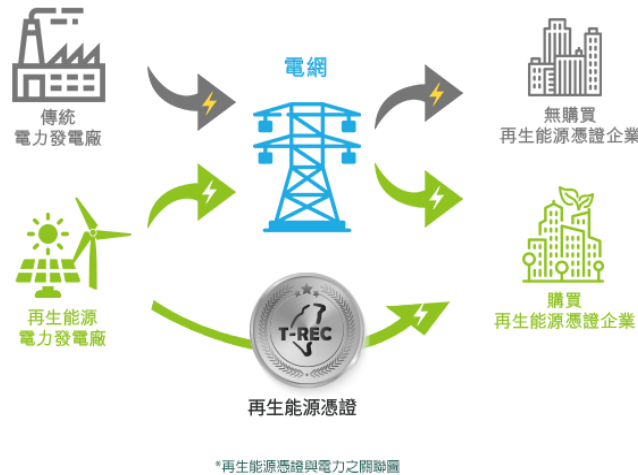 電網
傳統
電力發電廠
無購買
再生能源憑證企業
再生能源
電力發電廠
購買
再生能源憑證企業
T-REC
再生能源憑證
*再生能源憑證與電力之關聯圖